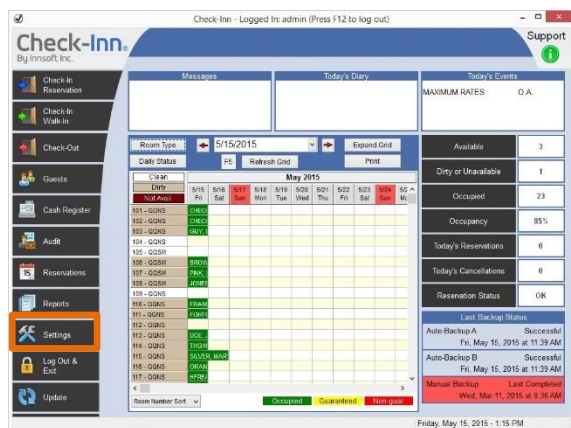 Check-Inn - Logged In: admin (Press F12 to log out)
Check-Inn®
By Innsoft Inc.
Support
Check-In
Reservation
Check-In
Walk-In
Check-Out
Guests
Cash Register
Audit
15
Reservations
Reports
Settings
Log Out &
Exit
Update
Messages
Today's Diary
Today's Events
MAXIMUM RATES O.A.
Room Type
5/15/2015
Expand Grid
Daily Status
F5
Refresh Grid
Print
Clean
Dirty
Not Avail
May 2015
5/15 5/16 5/17 5/18 5/19 5/20 5/21 5/22 5/23 5/24
Fri Sat Sun Mon Tue Wed Thu Fri Sat Sun
101 - QQNS CHECK
102 - QQNS CHECK
103 - QQNS GUY,
104 - QQNS
105 - QQSM
106 - QQSM BROW
107 - QQSM PINK,
108 - QQSM JONES
109 - QQNS
110 - QQNS FRAN
111 - QQNS
112 - QQNS
113 - QQNS DOE,
114 - QQNS
115 - QQNS SILVER, MARY
116 - QQNS ORAN
117 - QQNS
Room Number Sort
Occupied
Guaranteed
Non-guar
Available 3
Dirty or Unavailable 1
Occupied 23
Occupancy 85%
Today's Reservations 0
Today's Cancellations 0
Reservation Status OK
Last Backup Status
Auto-Backup A Successful
Fri, May 15, 2015 at 11:39 AM
Auto-Backup B Successful
Fri, May 15, 2015 at 11:39 AM
Manual Backup Last Completed
Wed, Mar 11, 2015 at 8:36 AM
Friday, May 15, 2015 - 1:15 PM